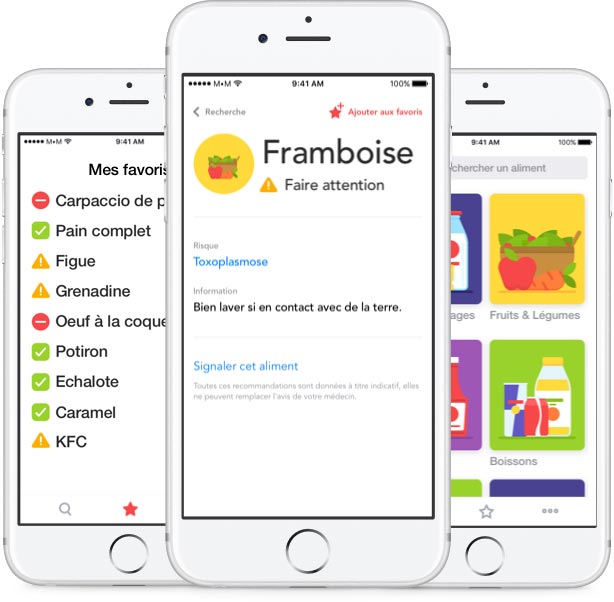 M•M
9:41 AM
Mes favoris
Carpaccio de p
Pain complet
Figue
Grenadine
Oeuf à la coque
Potiron
Echalote
Caramel
KFC
M•M
9:41 AM
100%
Recherche
Ajouter aux favoris
Framboise
Faire attention
Risque
Toxoplasmose
Information
Bien laver si en contact avec de la terre.
Signaler cet aliment
Toutes ces recommandations sont données à titre indicatif, elles
ne peuvent remplacer l'avis de votre médecin.
9:41 AM
100%
chercher un aliment
ages
Fruits & Légumes
Boissons